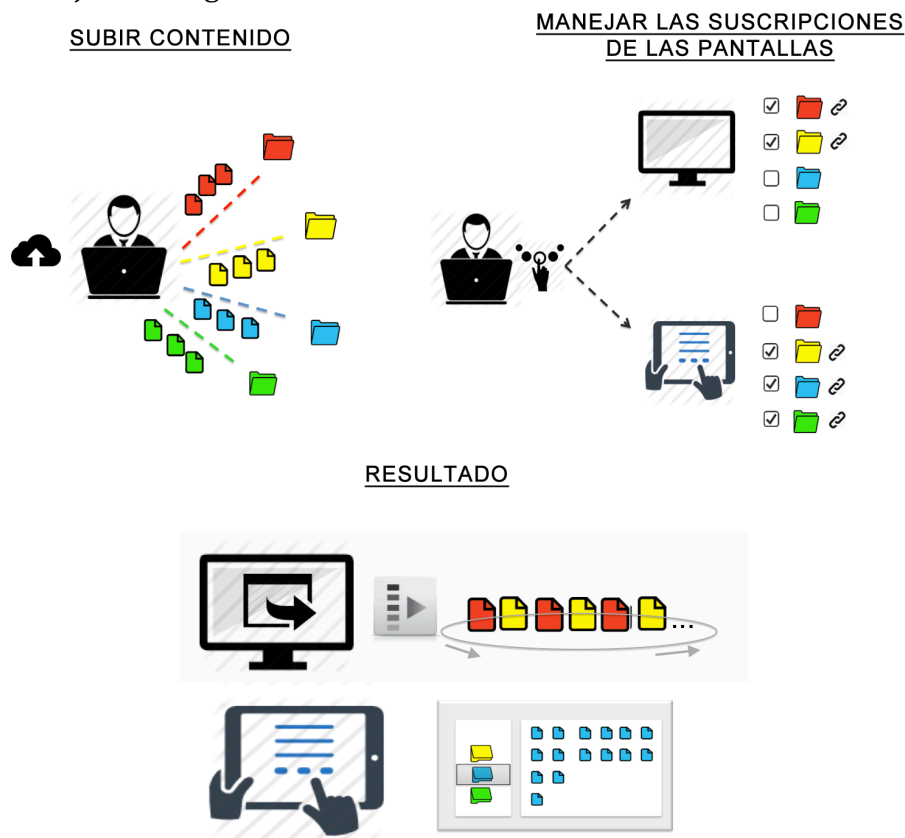 SUBIR CONTENIDO
MANEJAR LAS SUSCRIPCIONES
DE LAS PANTALLAS
RESULTADO
...